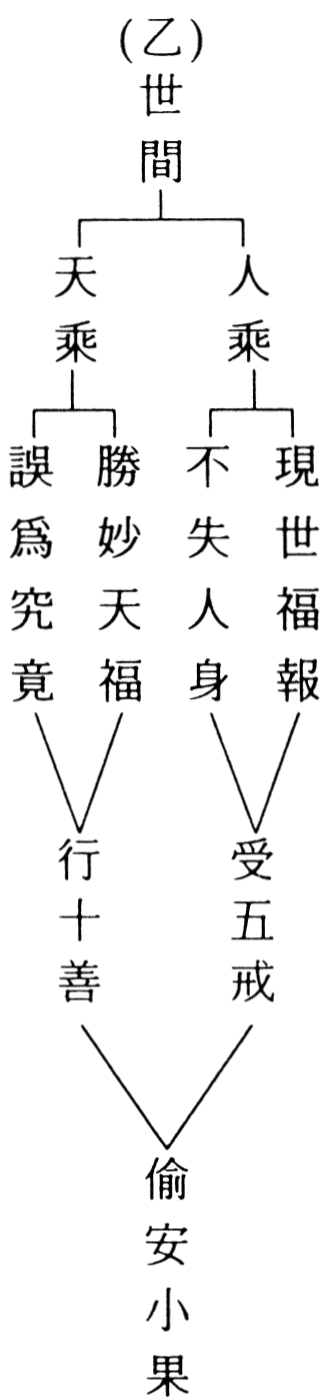 (乙)世間
人乘
天乘
現世福報
不失人身
勝妙天福
誤爲究竟
受五戒
行十善
偷安小果